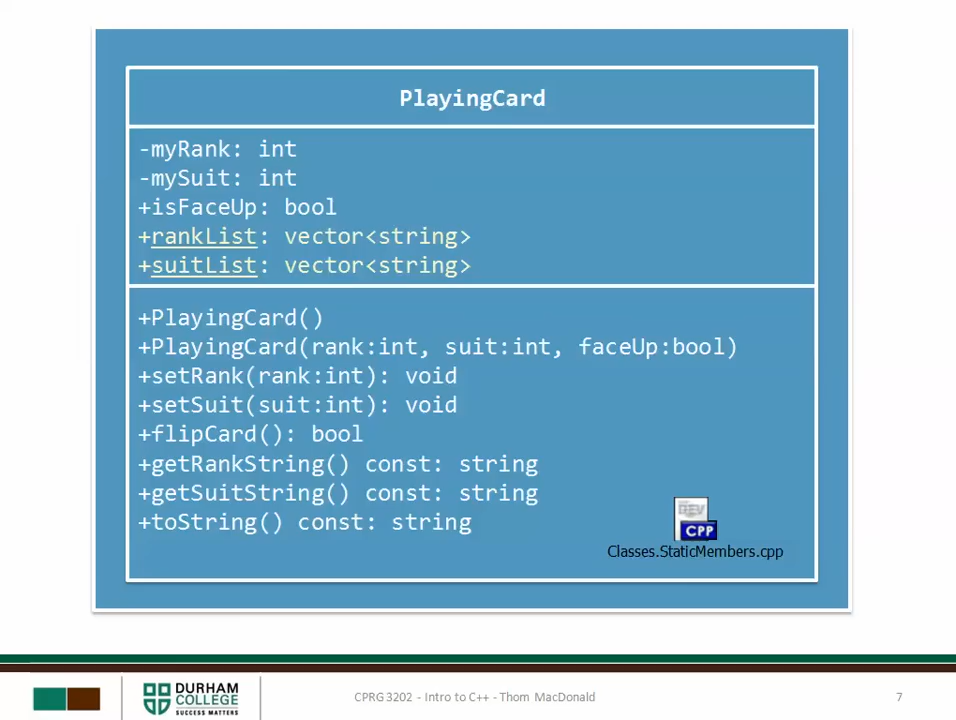 PlayingCard
-myRank: int
-mySuit: int
+isFaceUp: bool
+rankList: vector<string>
+suitList: vector<string>
+PlayingCard()
+PlayingCard(rank:int, suit:int, faceUp:bool)
+setRank(rank:int): void
+setSuit(suit:int): void
+flipCard(): bool
+getRankString() const: string
+getSuitString() const: string
+toString() const: string
DEV
CPP
Classes.StaticMembers.cpp
DURHAM
COLLEGE
SUCCESS MATTERS
CPRG 3202 - Intro to C++ - Thom MacDonald
7